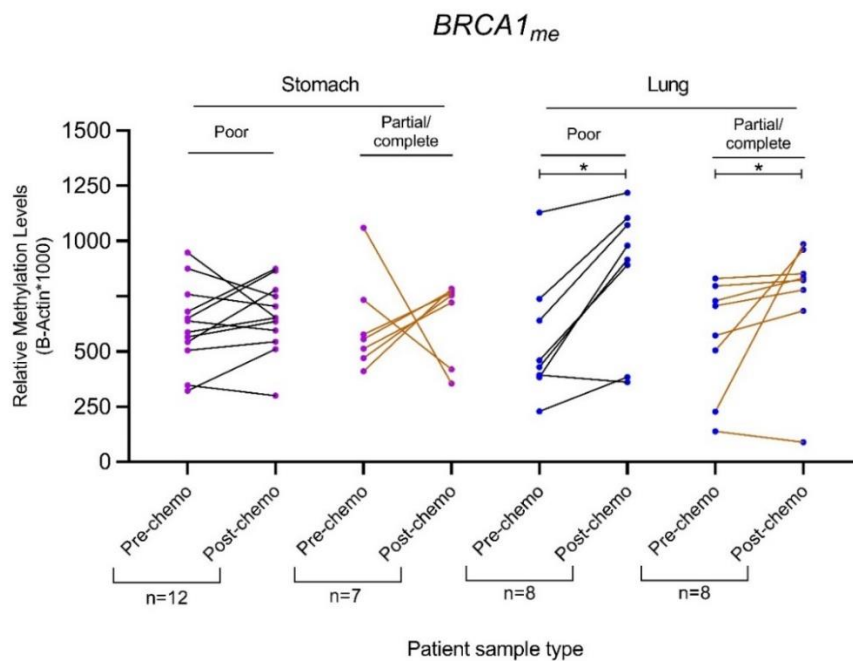 BRCA1me
Stomach
Lung
Poor
Partial/
complete
Poor
Partial/
complete
*
*
Relative Methylation Levels
(B-Actin*1000)
1500
1250
1000
500
250
0
Pre-chemo
Post-chemo
Pre-chemo
Post-chemo
Pre-chemo
Post-chemo
Pre-chemo
Post-chemo
n=12
n=7
n=8
n=8
Patient sample type